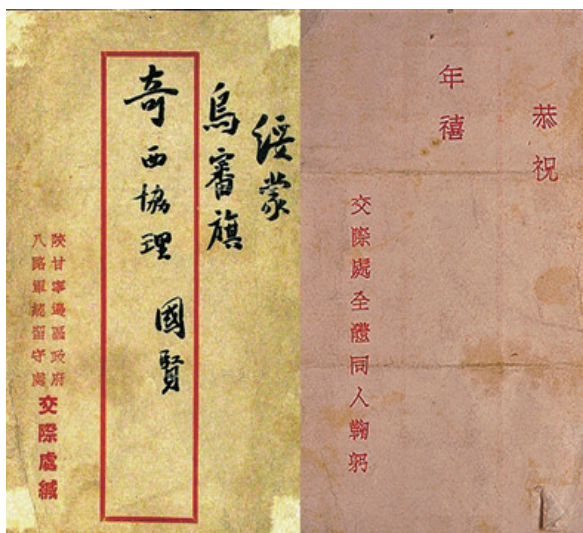 綏蒙
烏審旗
奇西協理 國賢
陝甘寧邊區政府
八路軍總留守處
交際處緘
恭祝
年禧
交際處全體同人鞠躬